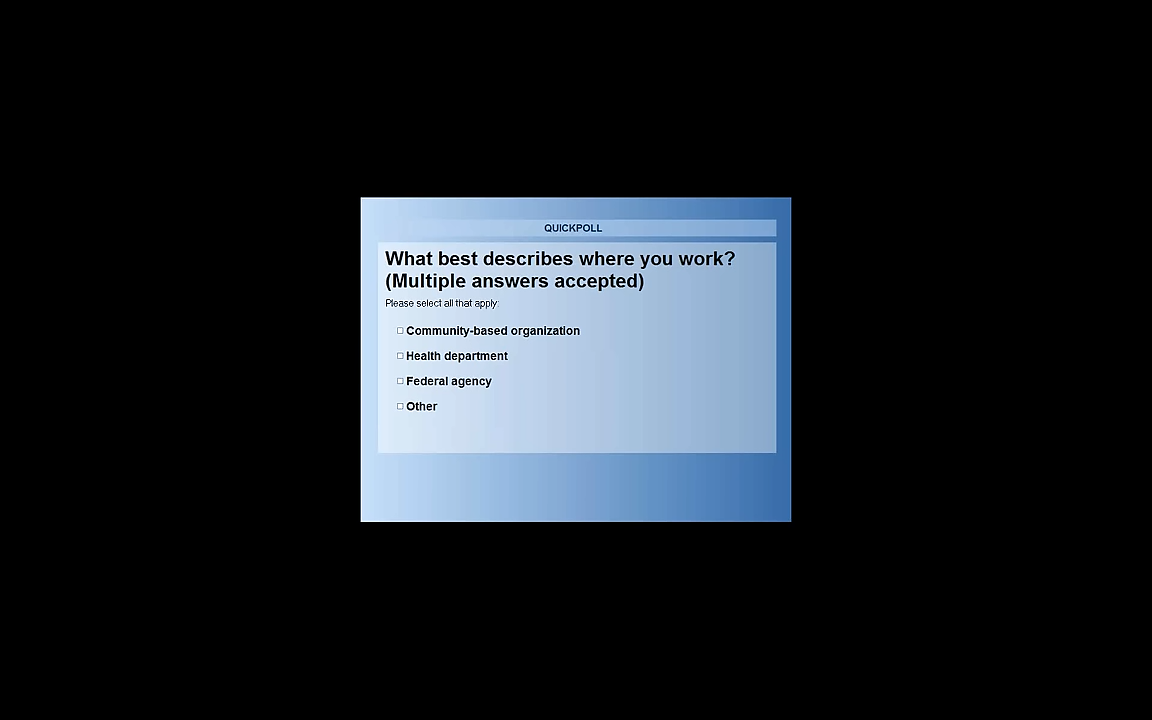 QUICKPOLL
What best describes where you work?
(Multiple answers accepted)
Please select all that apply:
Community-based organization
Health department
Federal agency
Other